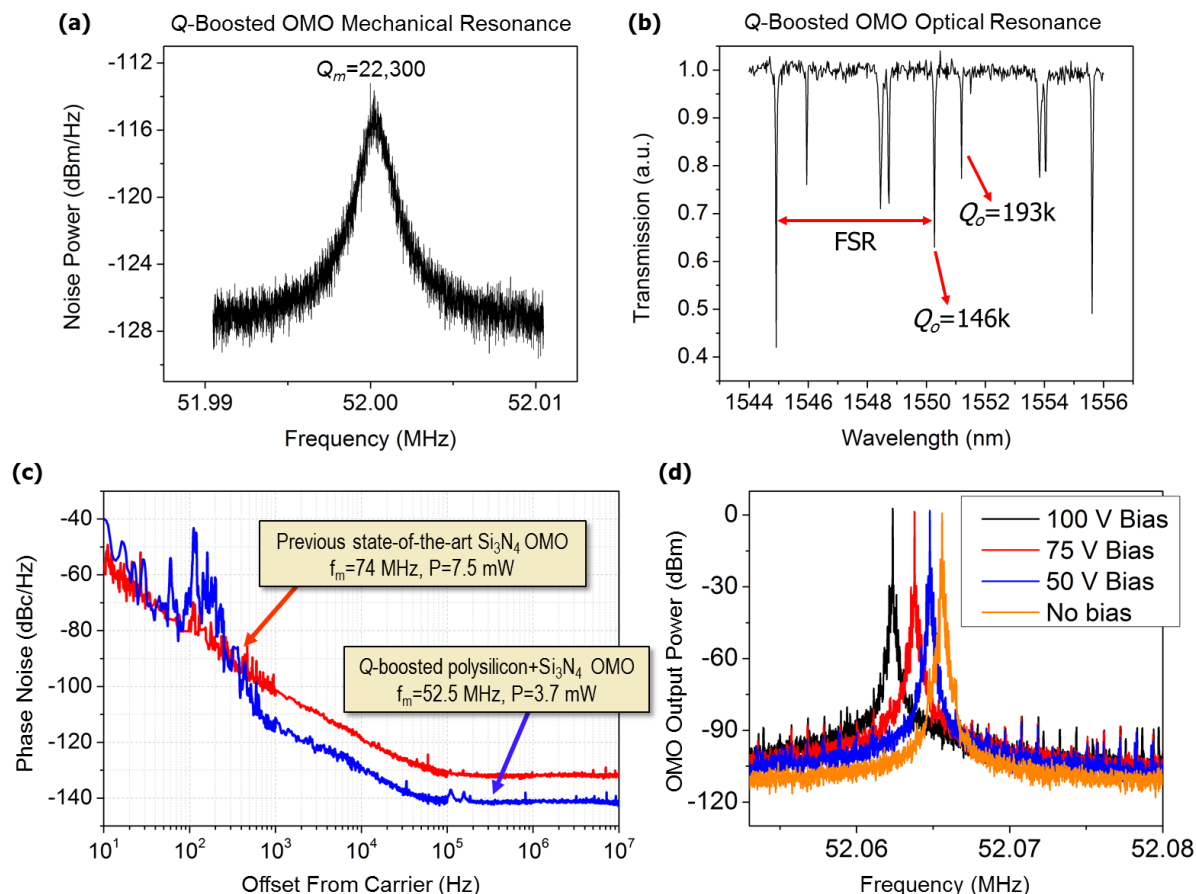 (a)
Q-Boosted OMO Mechanical Resonance
Qm=22,300
Noise Power (dBm/Hz)
-112
-116
-120
-124
-128
51.99
52.00
52.01
Frequency (MHz)
(b)
Q-Boosted OMO Optical Resonance
Transmission (a.u.)
1.0
0.9
0.8
0.7
0.6
0.5
0.4
FSR
Qo=193k
Qo=146k
1544 1546 1548 1550 1552 1554 1556
Wavelength (nm)
(c)
Phase Noise (dBc/Hz)
-40
-60
-80
-100
-120
-140
Previous state-of-the-art Si₃N₄ OMO
fm=74 MHz, P=7.5 mW
Q-boosted polysilicon+Si₃N₄ OMO
fm=52.5 MHz, P=3.7 mW
10¹ 10² 10³ 10⁴ 10⁵ 10⁶ 10⁷
Offset From Carrier (Hz)
(d)
OMO Output Power (dBm)
0
-30
-60
-90
-120
100 V Bias
75 V Bias
50 V Bias
No bias
52.06
52.07
52.08
Frequency (MHz)